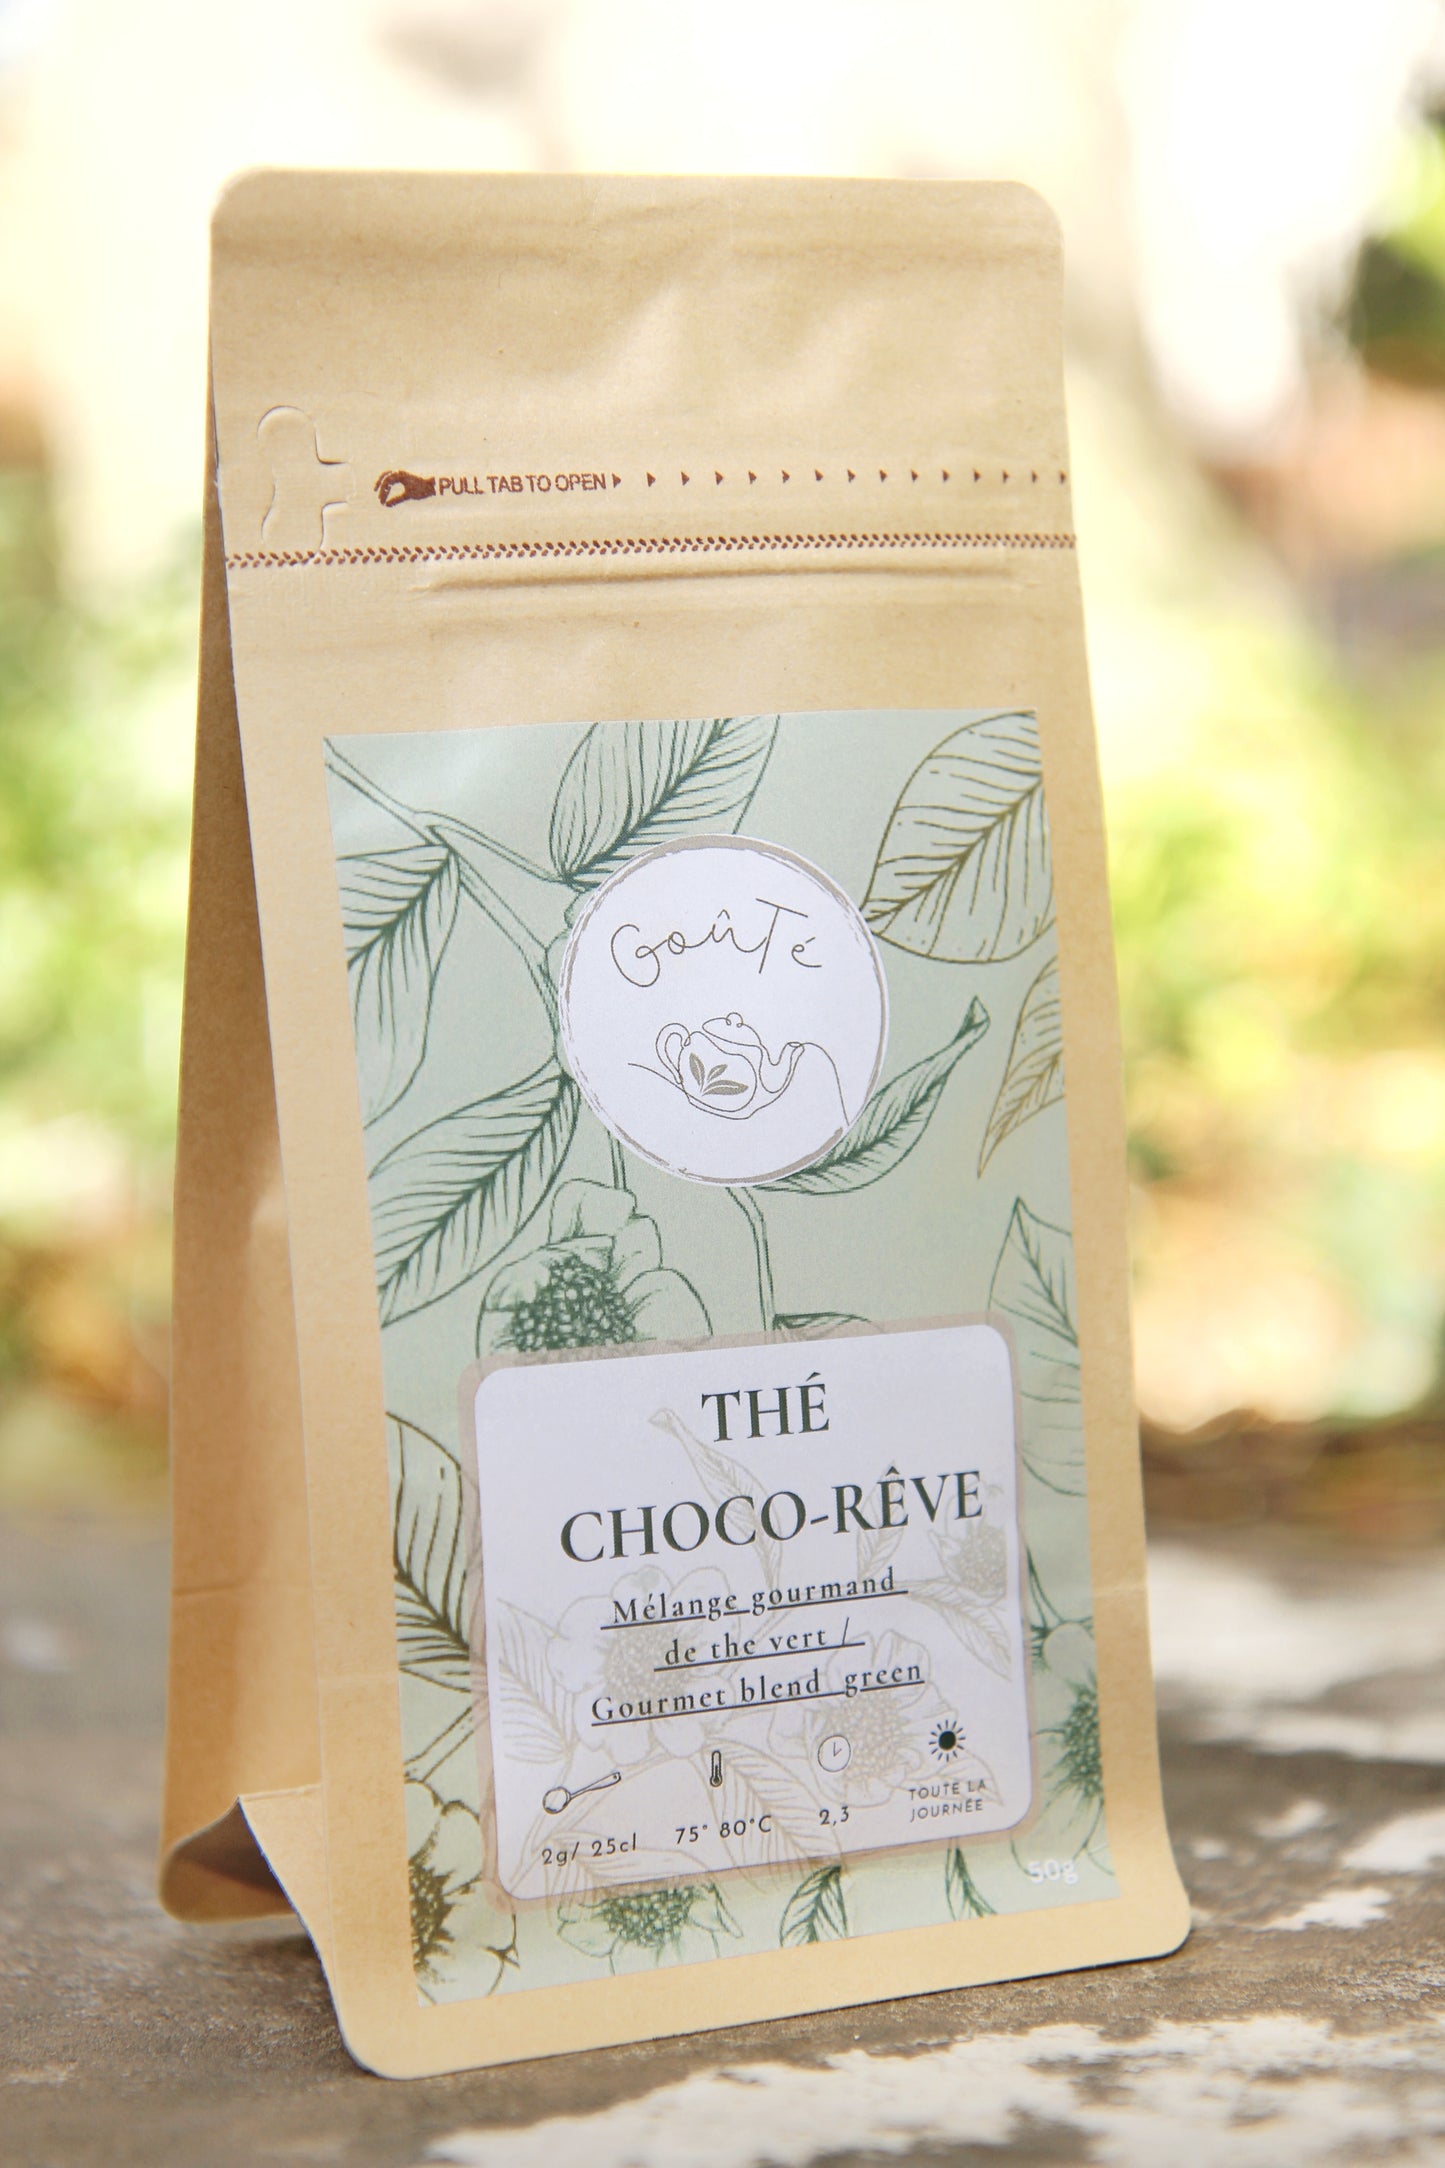 PULL TAB TO OPEN
GoûTé
THÉ
CHOCO-RÊVE
Mélange gourmand
de the vert /
Gourmet blend green
2g/ 25cl
75° 80°C
2,3
TOUTE LA
JOURNÉE
50g